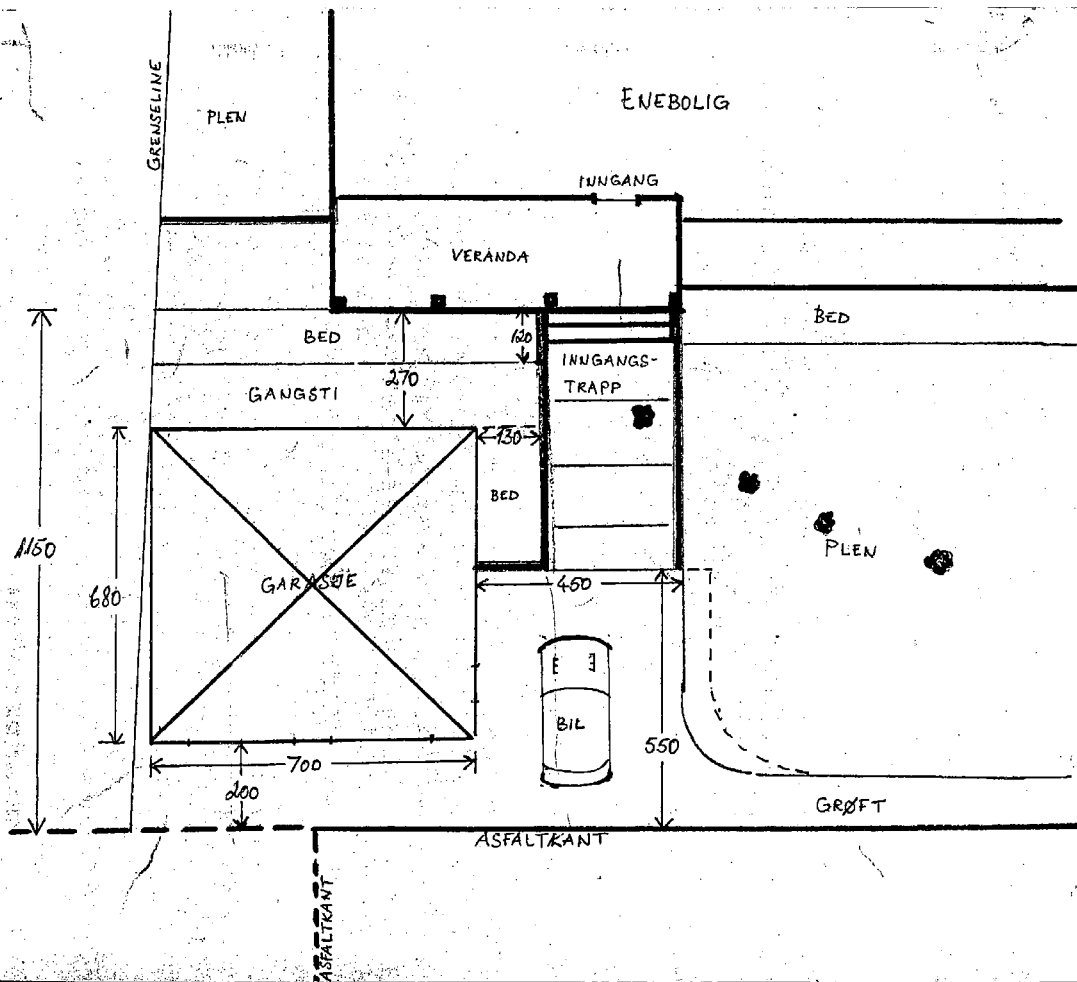 ENEBOLIG
GRENSELINE
PLEN
INNGANG
VERANDA
BED
BED
120
INNGANGS-
TRAPP
270
GANGSTI
130
BED
1150
680
GARASJE
460
PLEN
BIL
550
700
200
GRØFT
ASFALTKANT
ASFALTKANT